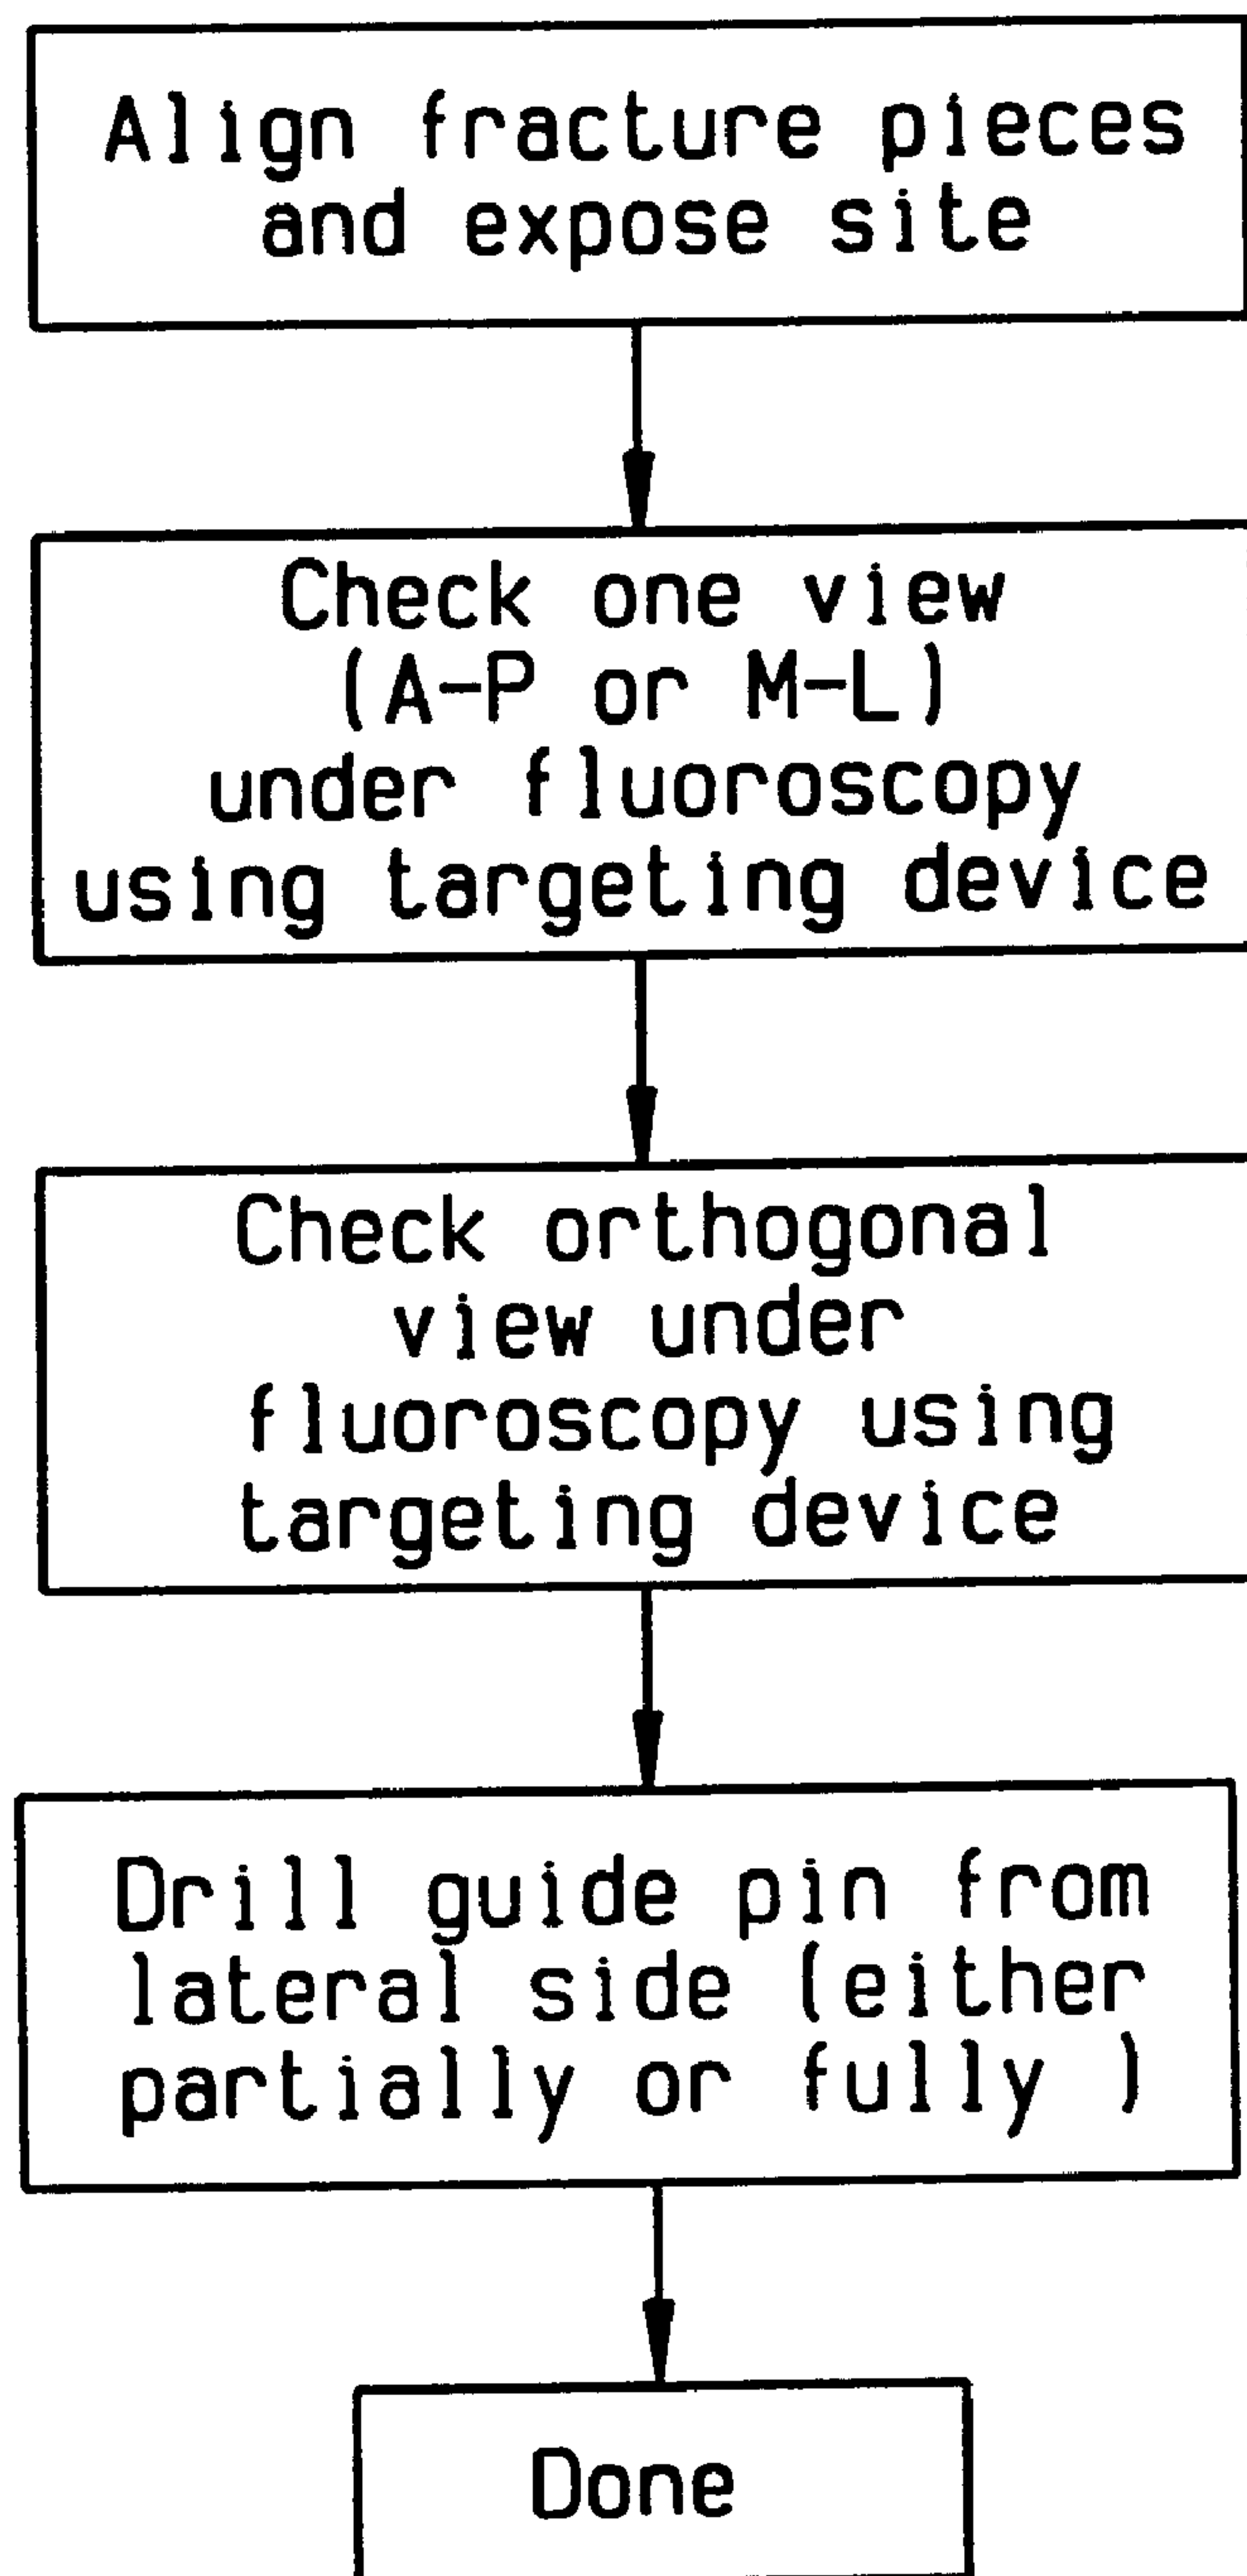 Align fracture pieces
and expose site
Check one view
(A-P or M-L)
under fluoroscopy
using targeting device
Check orthogonal
view under
fluoroscopy using
targeting device
Drill guide pin from
lateral side (either
partially or fully )
Done